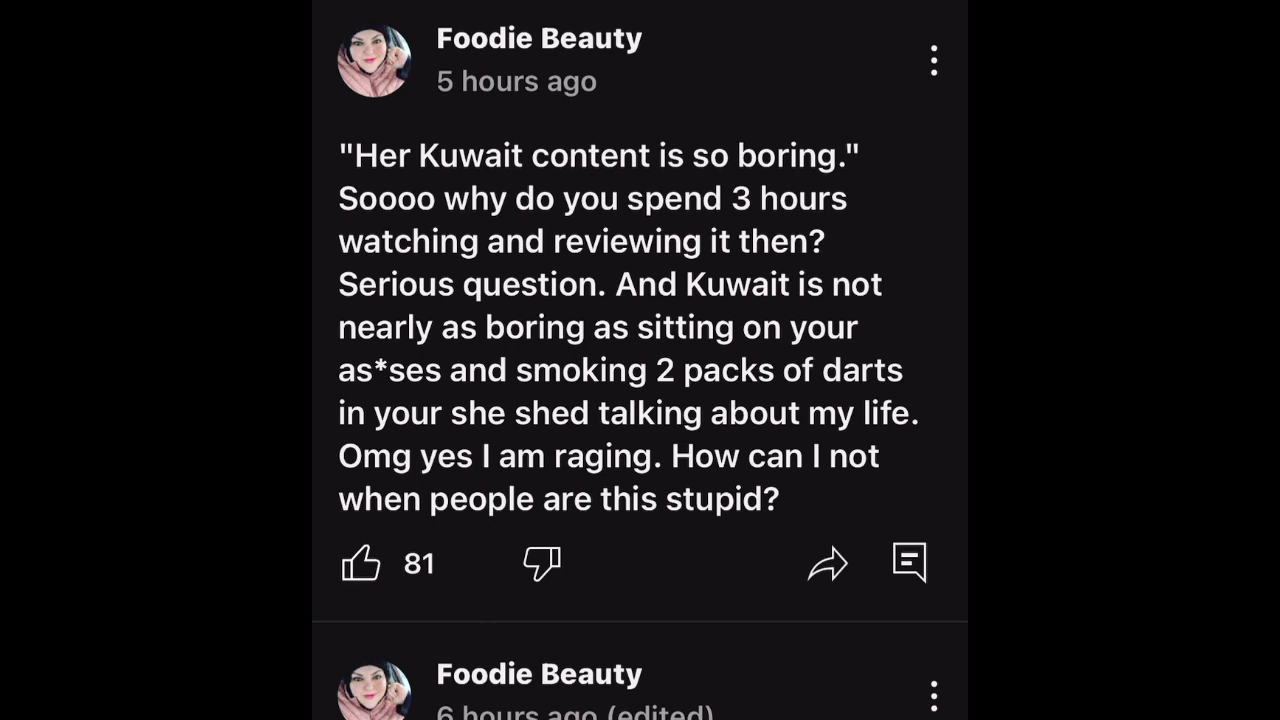 Foodie Beauty
5 hours ago
"Her Kuwait content is so boring."
Soooo why do you spend 3 hours
watching and reviewing it then?
Serious question. And Kuwait is not
nearly as boring as sitting on your
as*ses and smoking 2 packs of darts
in your she shed talking about my life.
Omg yes I am raging. How can I not
when people are this stupid?
81
Foodie Beauty
6 hours ago (edited)